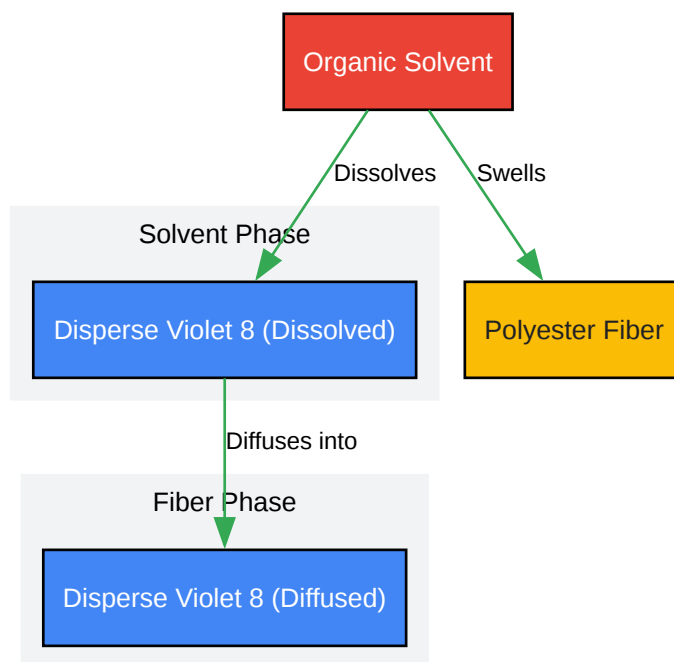 Organic Solvent
Dissolves
Swells
Solvent Phase
Disperse Violet 8 (Dissolved)
Polyester Fiber
Diffuses into
Fiber Phase
Disperse Violet 8 (Diffused)